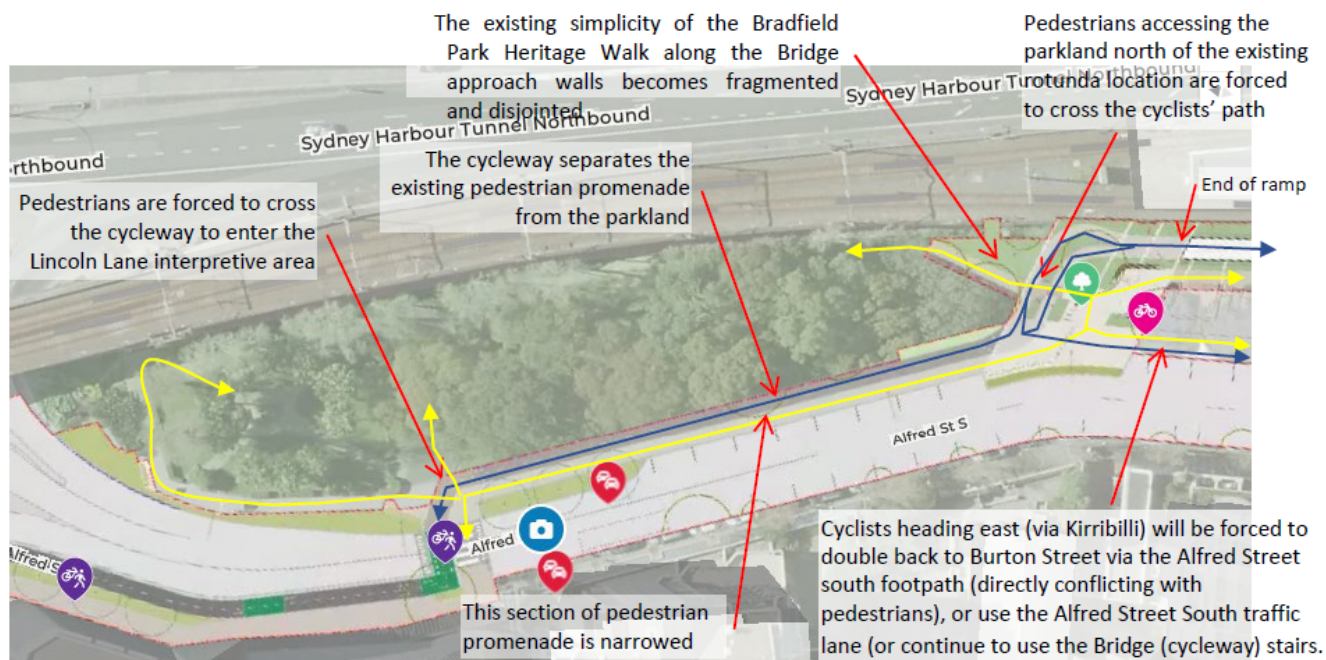 The existing simplicity of the Bradfield
Park Heritage Walk along the Bridge
approach walls becomes fragmented
and disjointed
Pedestrians accessing the
parkland north of the existing
rotunda location are forced
to cross the cyclists’ path
Sydney Harbour Tunnel Northbound
Sydney Harbour Tunnel Northbound
orthbound
The cycleway separates the
existing pedestrian promenade
from the parkland
Pedestrians are forced to cross
the cycleway to enter the
Lincoln Lane interpretive area
End of ramp
Alfred St S
Alfred
Alfred S
This section of pedestrian
promenade is narrowed
Cyclists heading east (via Kirribilli) will be forced to
double back to Burton Street via the Alfred Street
south footpath (directly conflicting with
pedestrians), or use the Alfred Street South traffic
lane (or continue to use the Bridge (cycleway) stairs.